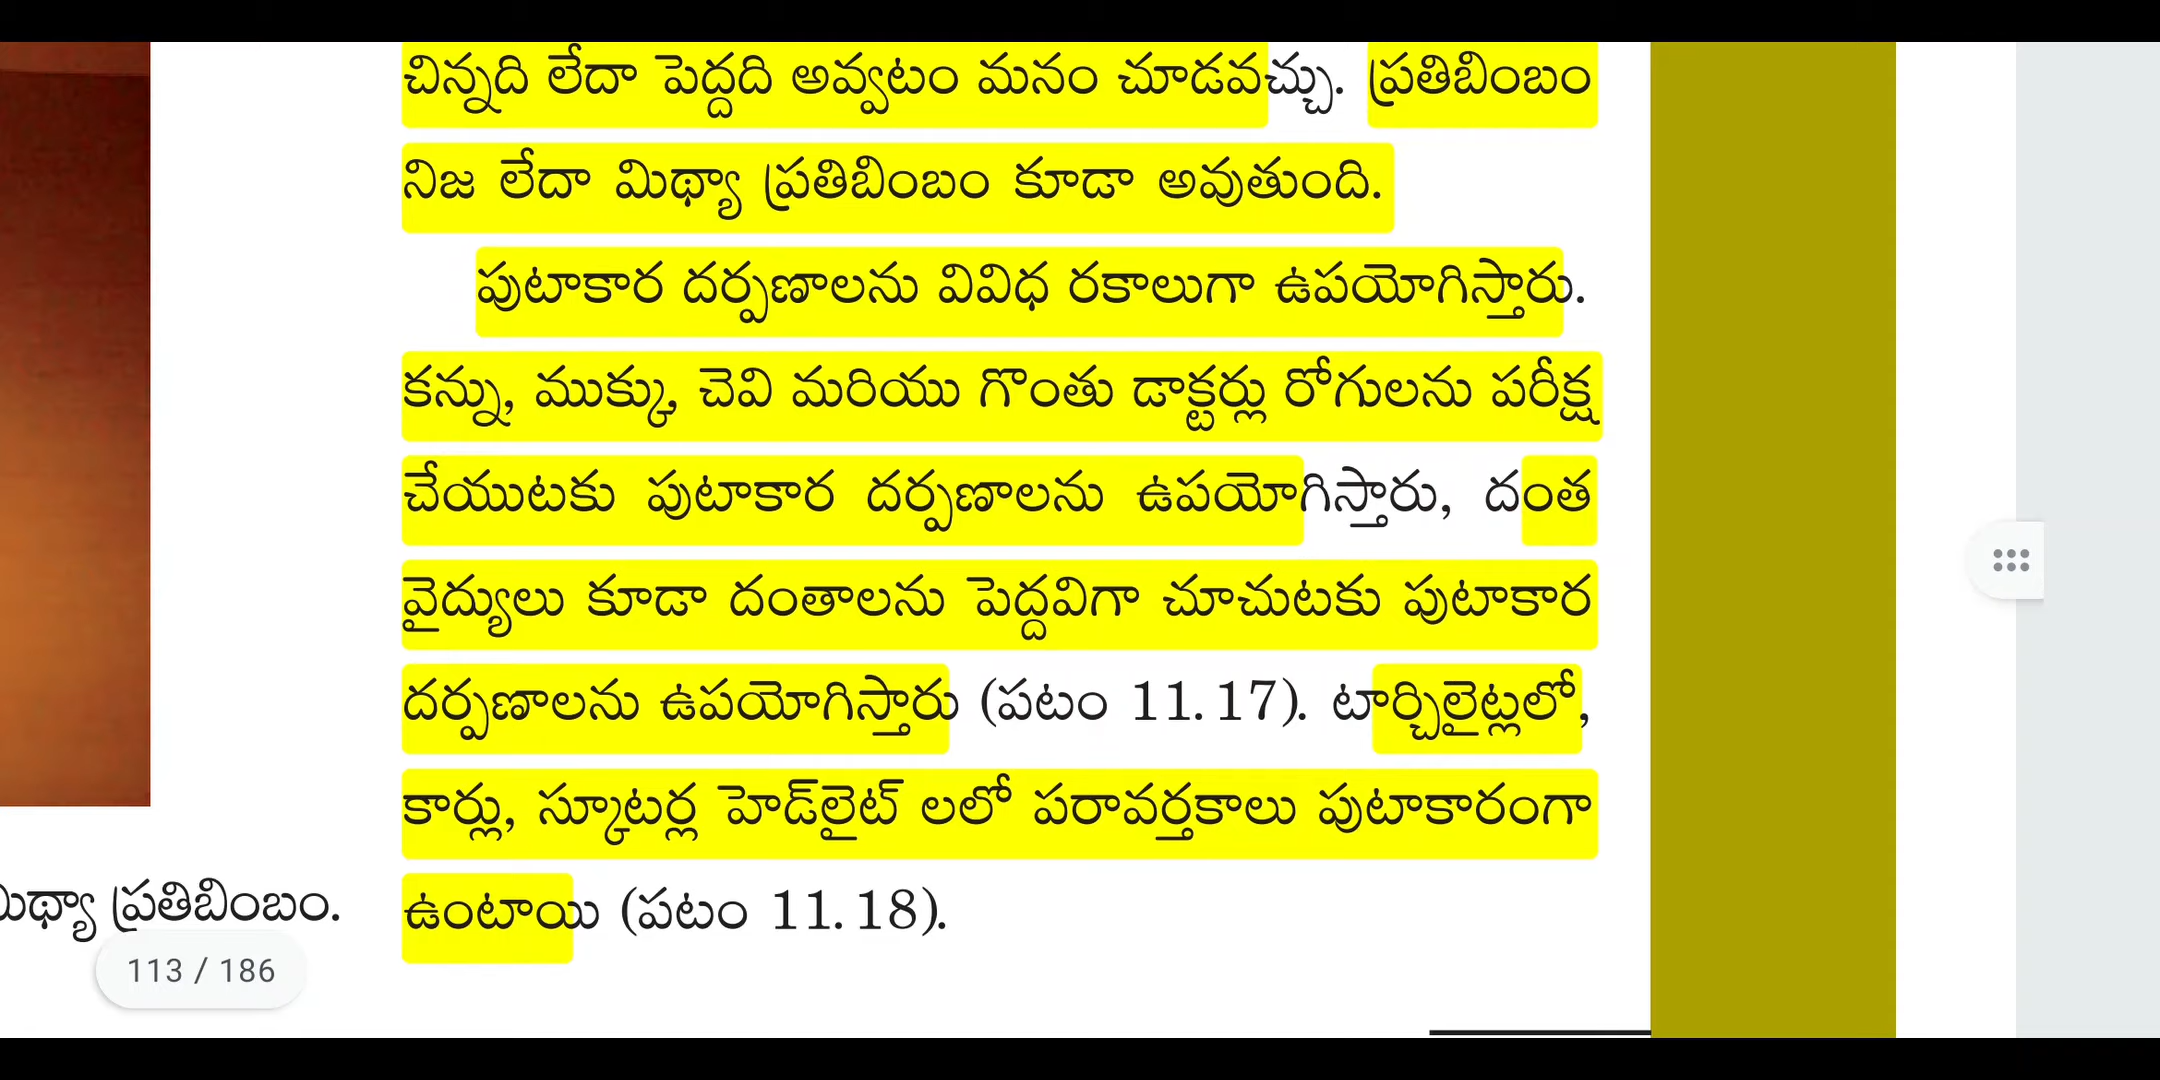 చిన్నది లేదా పెద్దది అవ్వటం మనం చూడవచ్చు. ప్రతిబింబం
నిజ లేదా మిథ్యా ప్రతిబింబం కూడా అవుతుంది.
పుటాకార దర్పణాలను వివిధ రకాలుగా ఉపయోగిస్తారు.
కన్ను, ముక్కు, చెవి మరియు గొంతు డాక్టర్లు రోగులను పరీక్ష
చేయుటకు పుటాకార దర్పణాలను ఉపయోగిస్తారు, దంత
వైద్యులు కూడా దంతాలను పెద్దవిగా చూచుటకు పుటాకార
దర్పణాలను ఉపయోగిస్తారు (పటం 11.17). టార్చిలైట్లలో,
కార్లు, స్కూటర్ల హెడ్‌లైట్ లలో పరావర్తకాలు పుటాకారంగా
ఉంటాయి (పటం 11.18).
మిథ్యా ప్రతిబింబం.
113 / 186